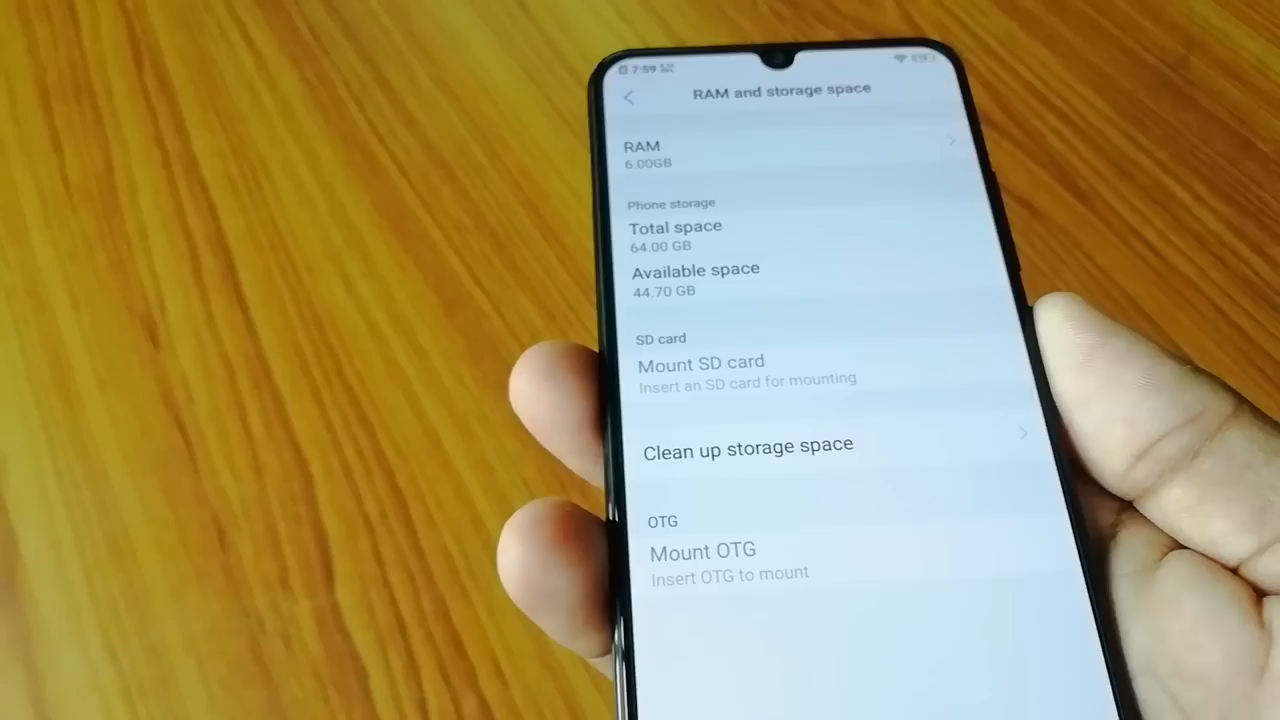 7:59
RAM and storage space
RAM
6.00GB
Phone storage
Total space
64.00 GB
Available space
44.70 GB
SD card
Mount SD card
Insert an SD card for mounting
Clean up storage space
OTG
Mount OTG
Insert OTG to mount